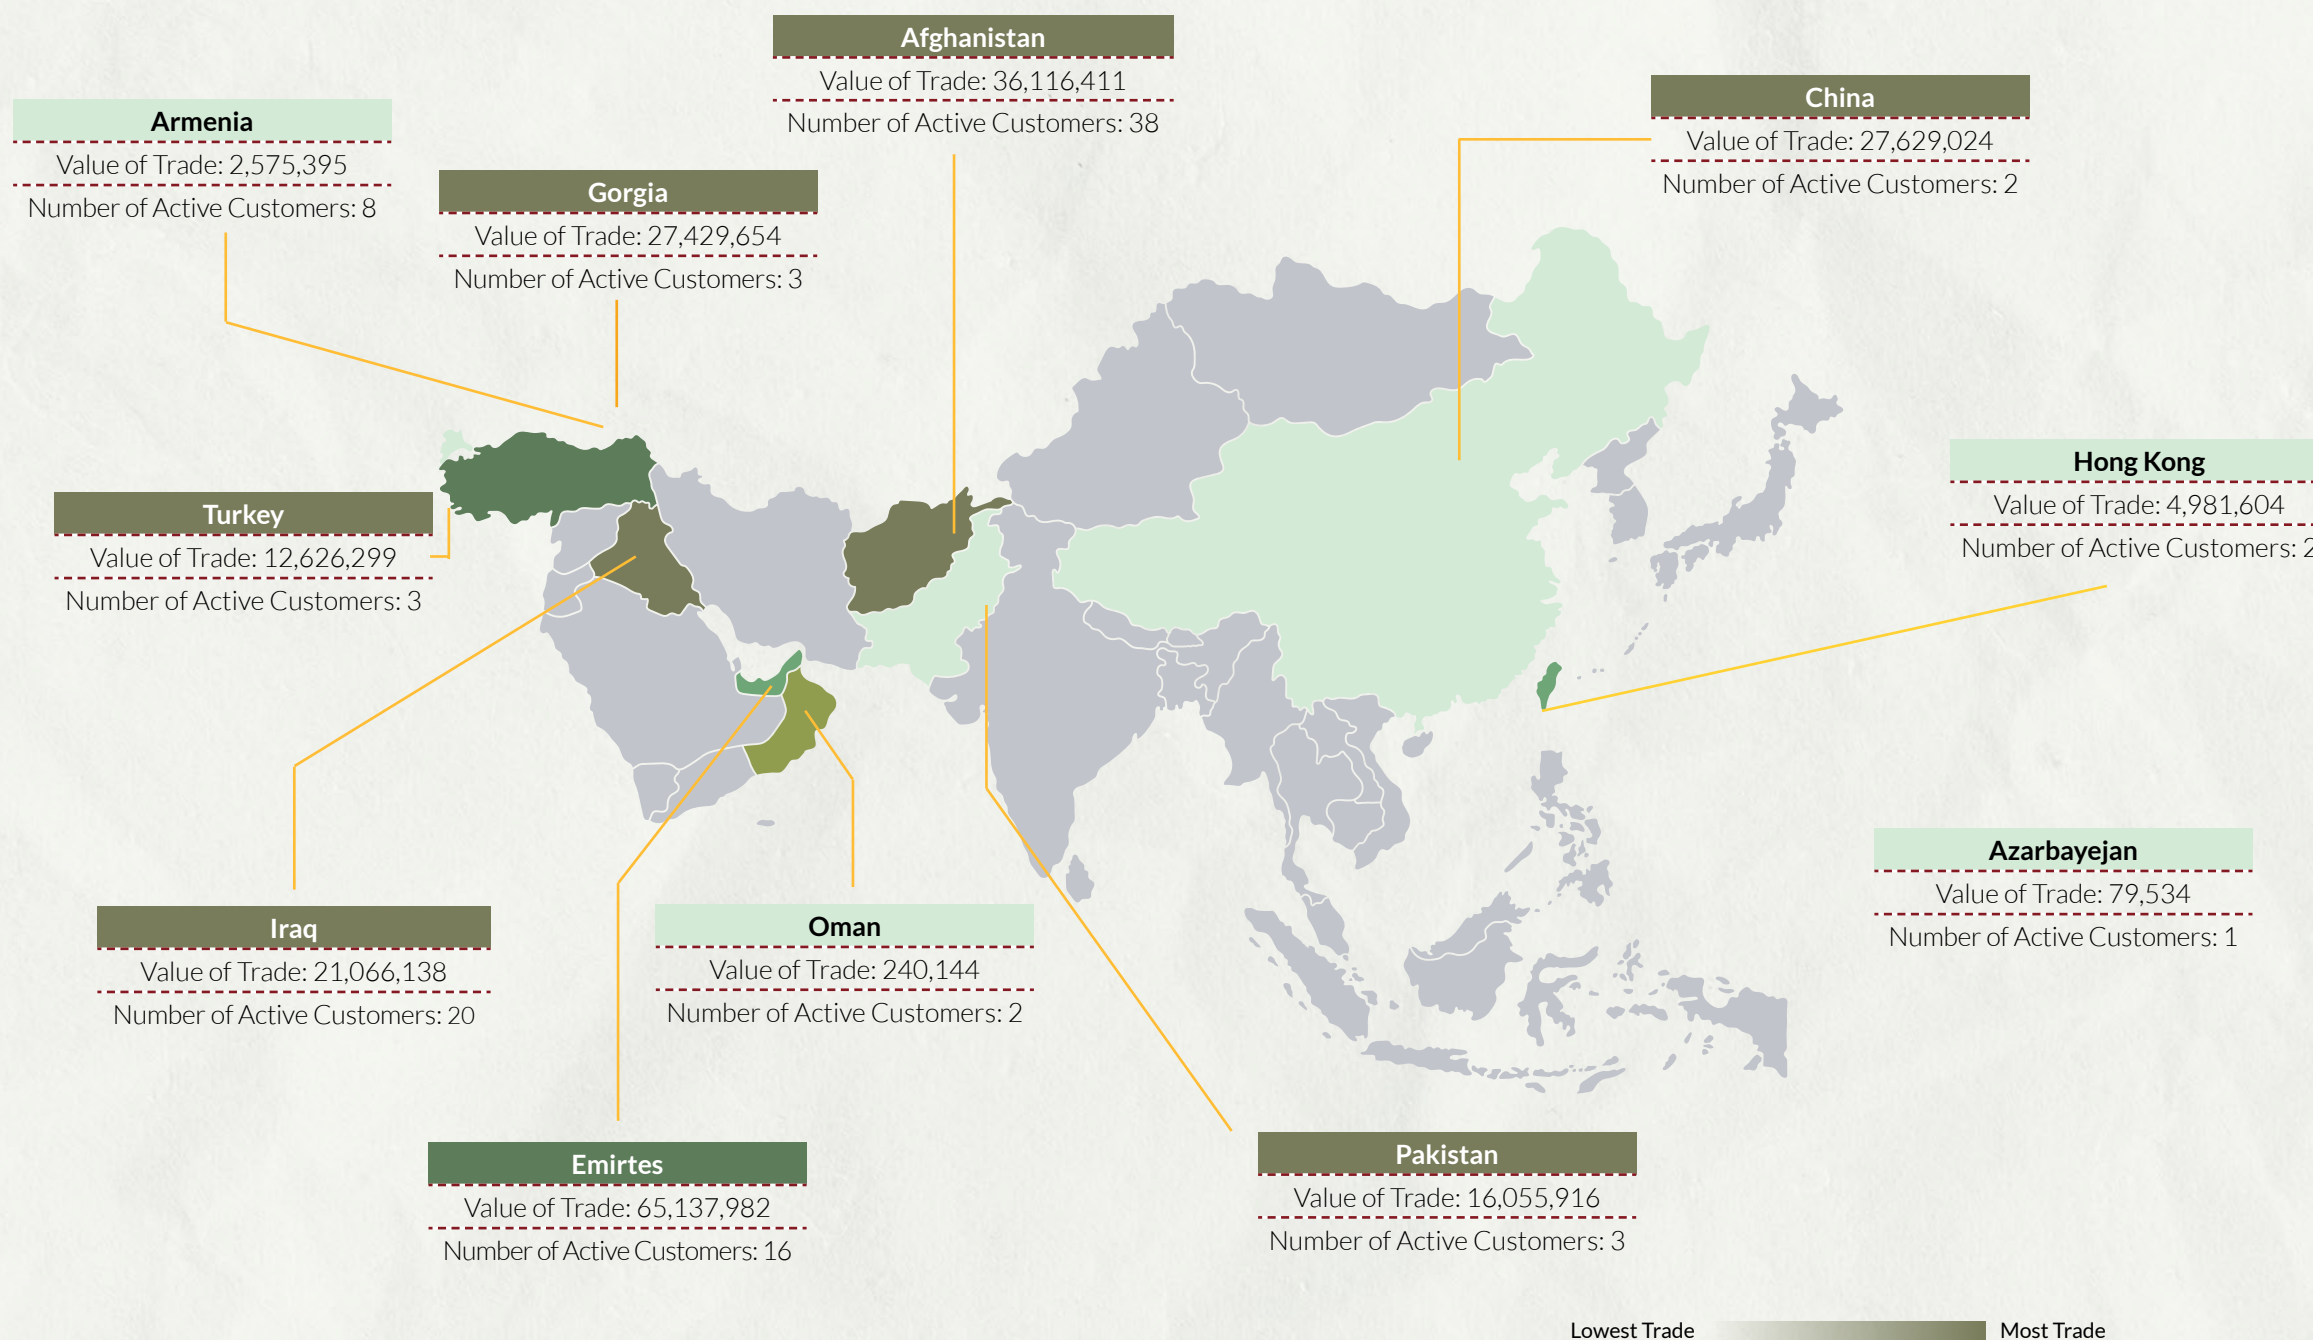 Afghanistan
Value of Trade: 36,116,411
Number of Active Customers: 38
China
Value of Trade: 27,629,024
Number of Active Customers: 2
Armenia
Value of Trade: 2,575,395
Number of Active Customers: 8
Gorgia
Value of Trade: 27,429,654
Number of Active Customers: 3
Hong Kong
Value of Trade: 4,981,604
Number of Active Customers: 2
Turkey
Value of Trade: 12,626,299
Number of Active Customers: 3
Azarbayejan
Value of Trade: 79,534
Number of Active Customers: 1
Iraq
Value of Trade: 21,066,138
Number of Active Customers: 20
Oman
Value of Trade: 240,144
Number of Active Customers: 2
Emirtes
Value of Trade: 65,137,982
Number of Active Customers: 16
Pakistan
Value of Trade: 16,055,916
Number of Active Customers: 3
Lowest Trade
Most Trade